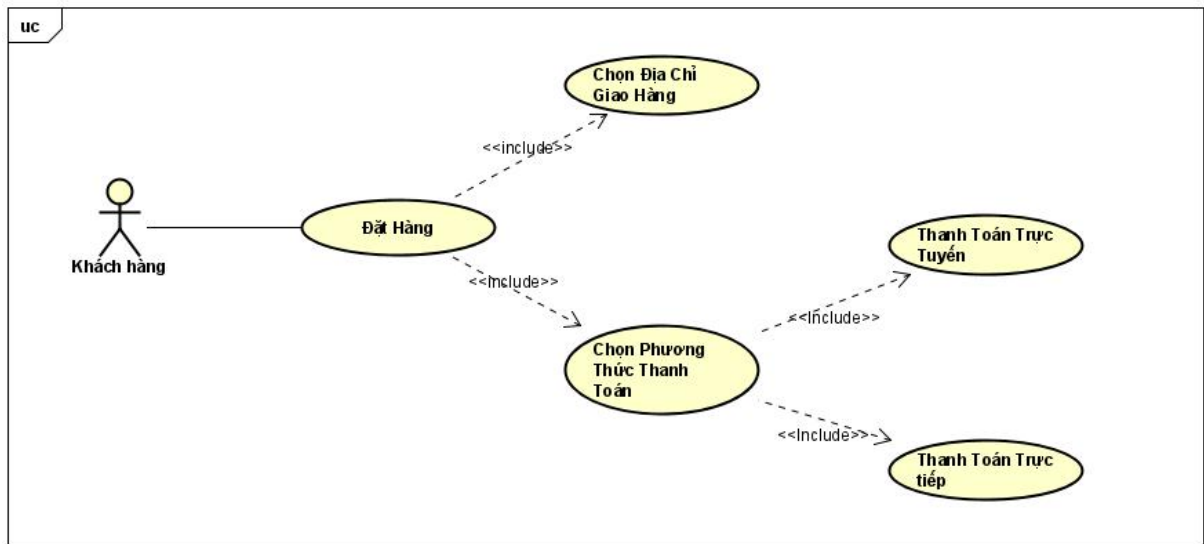 uc
Chọn Địa Chỉ
Giao Hàng
<<include>>
Đặt Hàng
Khách hàng
<<include>>
Thanh Toán Trực
Tuyến
<<Include>>
Chọn Phương
Thức Thanh
Toán
<<Include>>
Thanh Toán Trực
tiếp